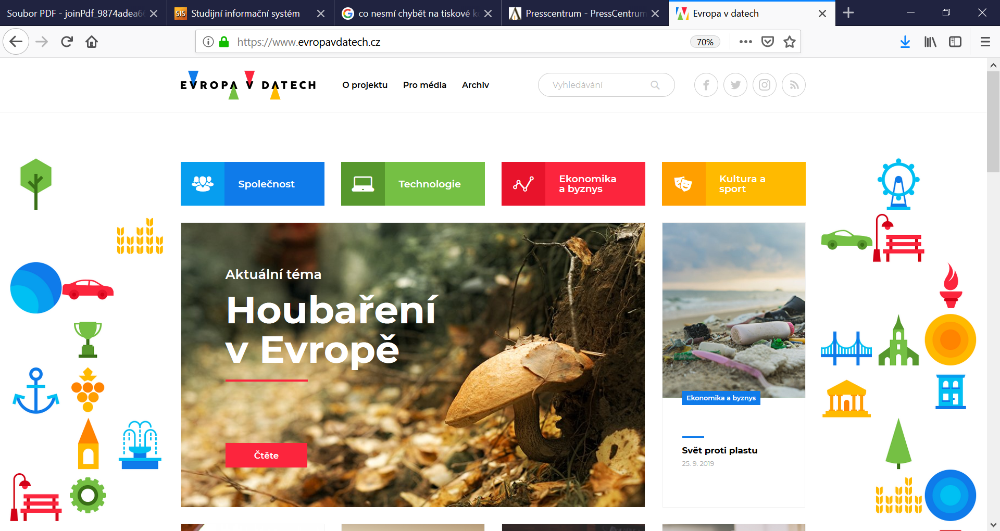 Soubor PDF - joinPdf_9874adea6
Studijní informační systém
co nesmí chybět na tiskové k
Presscentrum - PressCentrum
Evropa v datech
https://www.evropavdatech.cz
70%
EVROPA V DATECH
O projektu
Pro média
Archiv
Vyhledávání
Společnost
Technologie
Ekonomika
a byznys
Kultura a
sport
Aktuální téma
Houbaření
v Evropě
Čtěte
Ekonomika a byznys
Svět proti plastu
25. 9. 2019